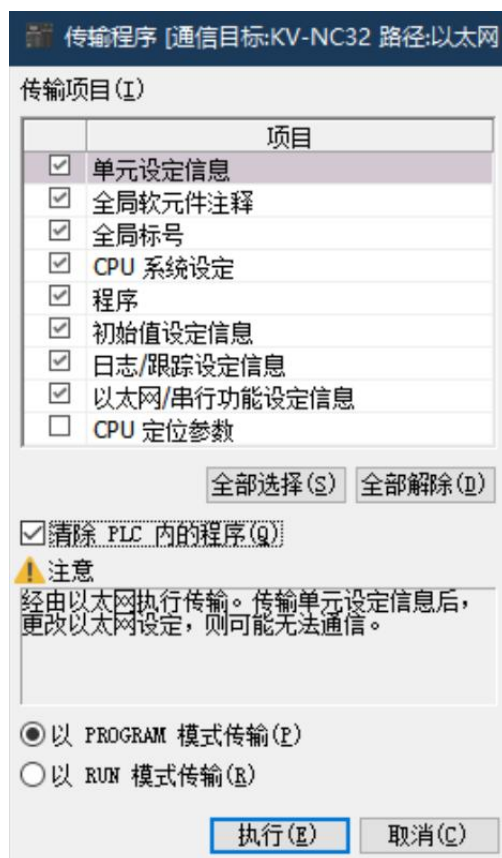 传输程序 [通信目标:KV-NC32 路径:以太网
传输项目(I)
项目
单元设定信息
全局软元件注释
全局标号
CPU 系统设定
程序
初始值设定信息
日志/跟踪设定信息
以太网/串行功能设定信息
CPU 定位参数
全部选择(S) 全部解除(D)
清除 PLC 内的程序(Q)
注意
经由以太网执行传输。传输单元设定信息后,
更改以太网设定,则可能无法通信。
以 PROGRAM 模式传输(P)
以 RUN 模式传输(R)
执行(E) 取消(C)